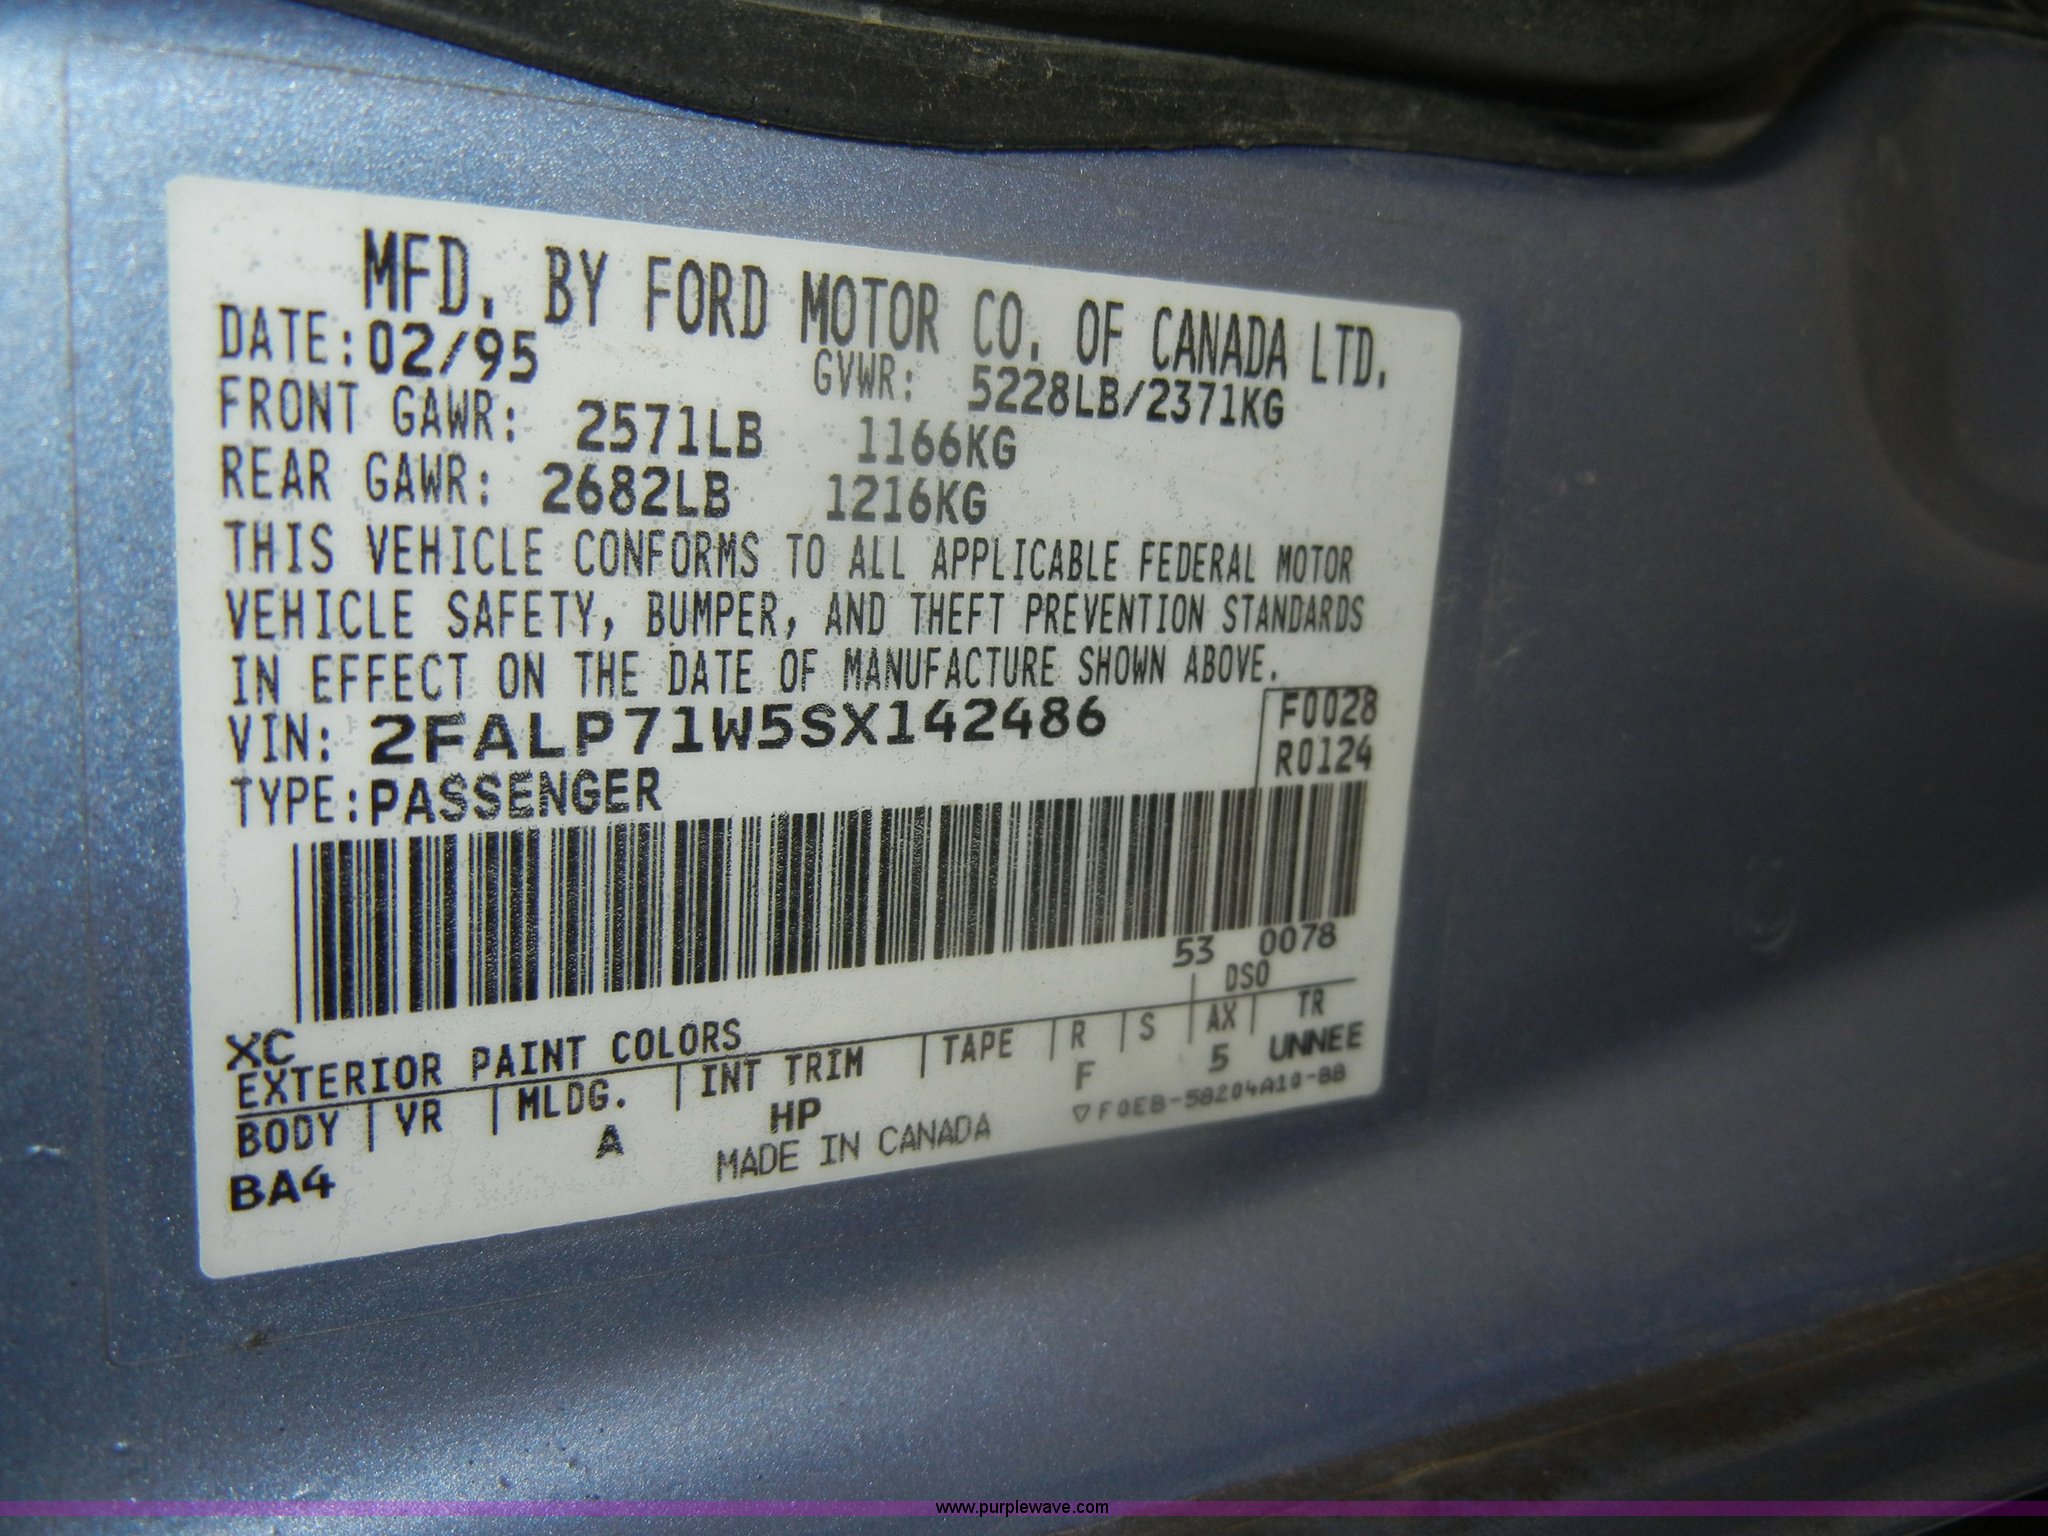 MFD. BY FORD MOTOR CO. OF CANADA LTD.
DATE: 02/95 GVWR: 5228LB/2371KG
FRONT GAWR: 2571LB 1166KG
REAR GAWR: 2682LB 1216KG
THIS VEHICLE CONFORMS TO ALL APPLICABLE FEDERAL MOTOR
VEHICLE SAFETY, BUMPER, AND THEFT PREVENTION STANDARDS
IN EFFECT ON THE DATE OF MANUFACTURE SHOWN ABOVE.
VIN: 2FALP71W5SX142486 F0028
TYPE: PASSENGER R0124
53 0078
XC DSO
EXTERIOR PAINT COLORS
BODY VR MLDG. INT TRIM TAPE R S AX TR
BA4 A HP F 5 UNNEE
MADE IN CANADA ▽F0EB-58204A10-BB
www.purplewave.com